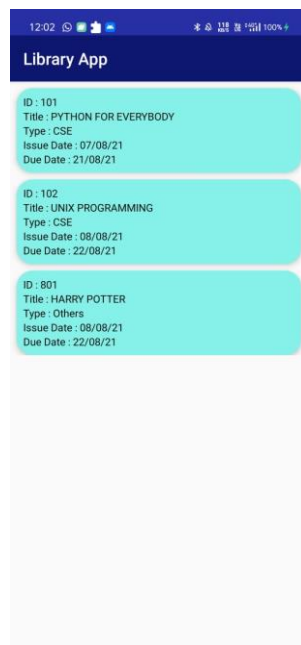 12:02
100%
Library App
ID : 101
Title : PYTHON FOR EVERYBODY
Type : CSE
Issue Date : 07/08/21
Due Date : 21/08/21
ID : 102
Title : UNIX PROGRAMMING
Type : CSE
Issue Date : 08/08/21
Due Date : 22/08/21
ID : 801
Title : HARRY POTTER
Type : Others
Issue Date : 08/08/21
Due Date : 22/08/21